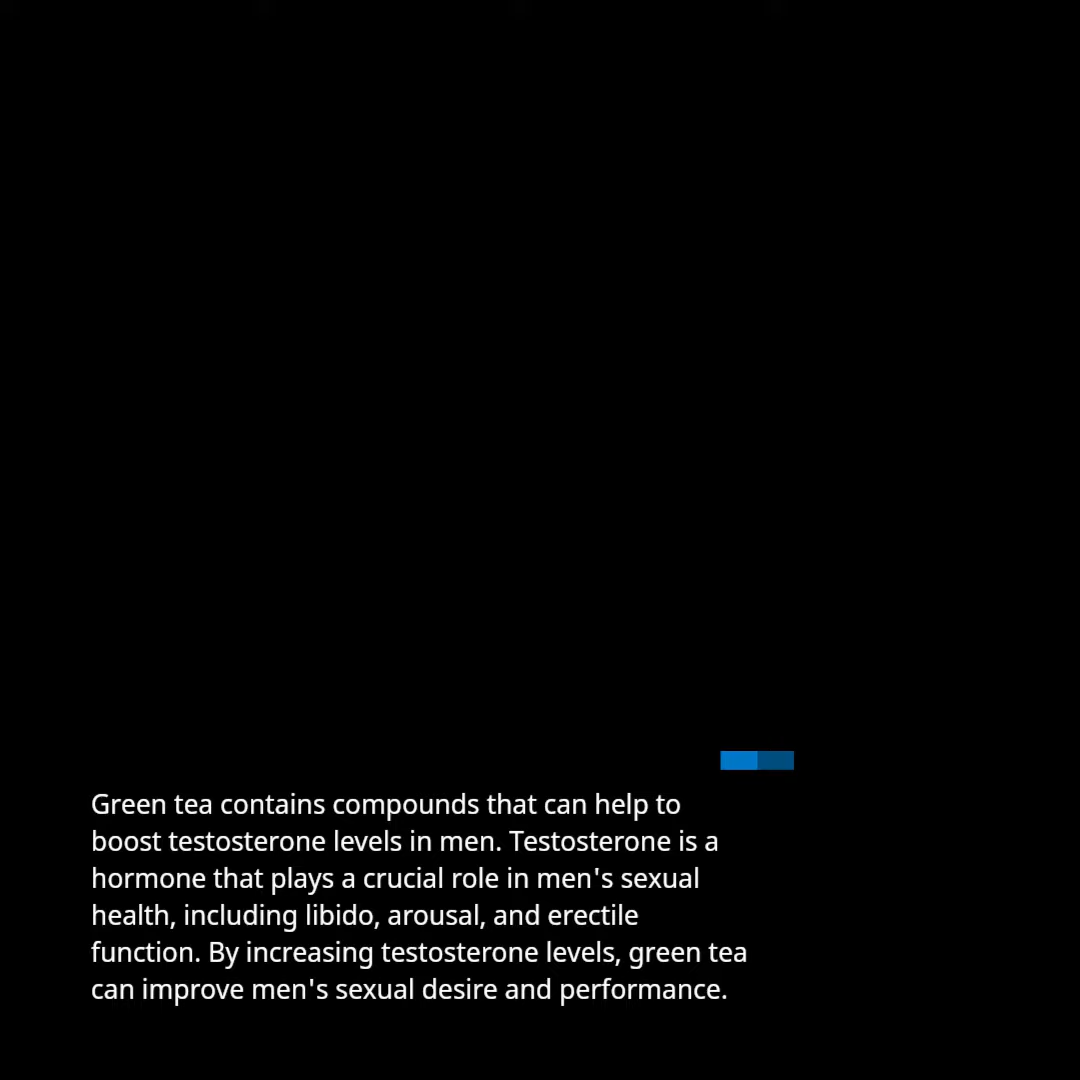 Green tea contains compounds that can help to
boost testosterone levels in men. Testosterone is a
hormone that plays a crucial role in men's sexual
health, including libido, arousal, and erectile
function. By increasing testosterone levels, green tea
can improve men's sexual desire and performance.